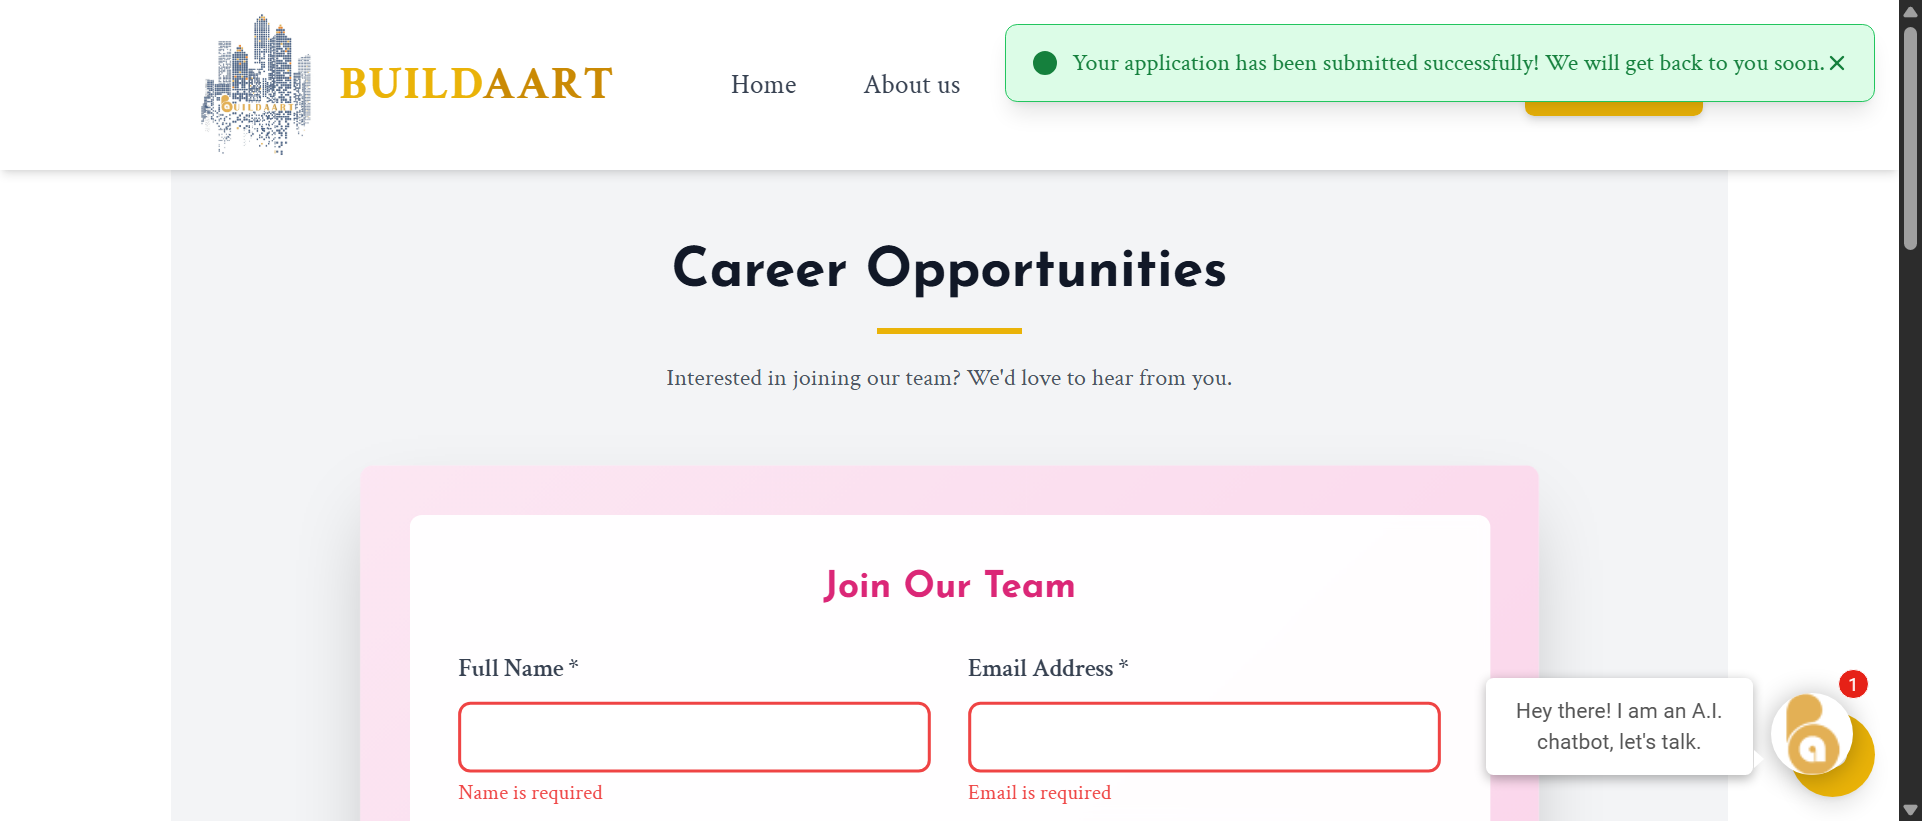 BUILDAART
BUILDAART
Home
About us
Your application has been submitted successfully! We will get back to you soon.
Career Opportunities
Interested in joining our team? We'd love to hear from you.
Join Our Team
Full Name *
Email Address *
Name is required
Email is required
Hey there! I am an A.I.
chatbot, let's talk.
1
ba